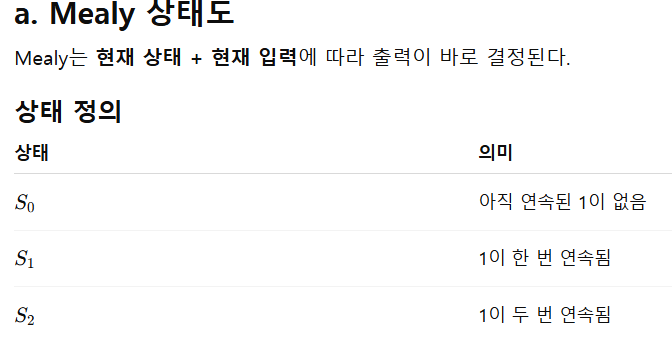 a. Mealy 상태도
Mealy는 현재 상태 + 현재 입력에 따라 출력이 바로 결정된다.
상태 정의
상태 의미
S₀ 아직 연속된 1이 없음
S₁ 1이 한 번 연속됨
S₂ 1이 두 번 연속됨